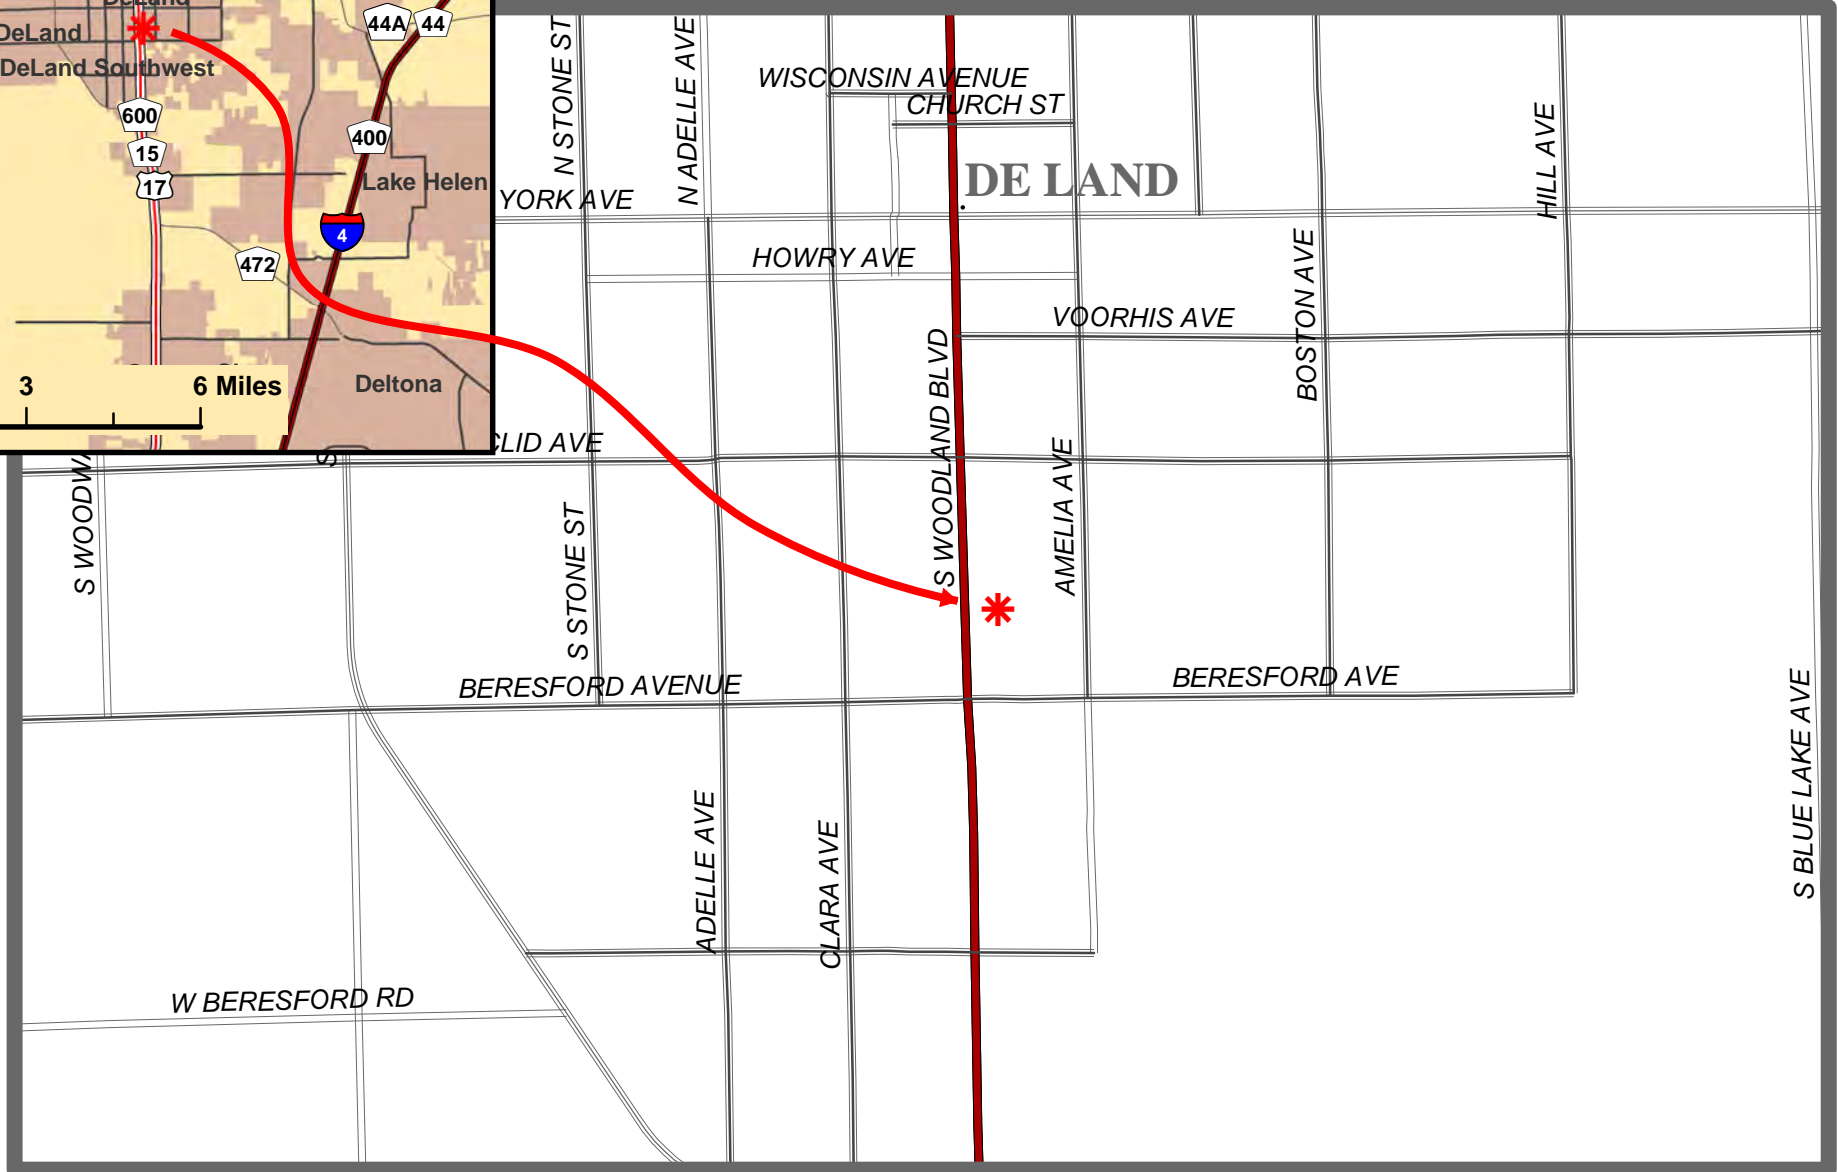 DeLand
DeLand
DeLand Southwest
44A
44
600
15
17
400
Lake Helen
4
472
Deltona
3
6 Miles
N STONE ST
N ADELLE AVE
WISCONSIN AVENUE
CHURCH ST
DE LAND
HILL AVE
YORK AVE
HOWRY AVE
BOSTON AVE
VOORHIS AVE
S WOODLAND BLVD
CLID AVE
AMELIA AVE
S WOODWA
S
S STONE ST
BERESFORD AVENUE
BERESFORD AVE
S BLUE LAKE AVE
ADELLE AVE
CLARA AVE
W BERESFORD RD